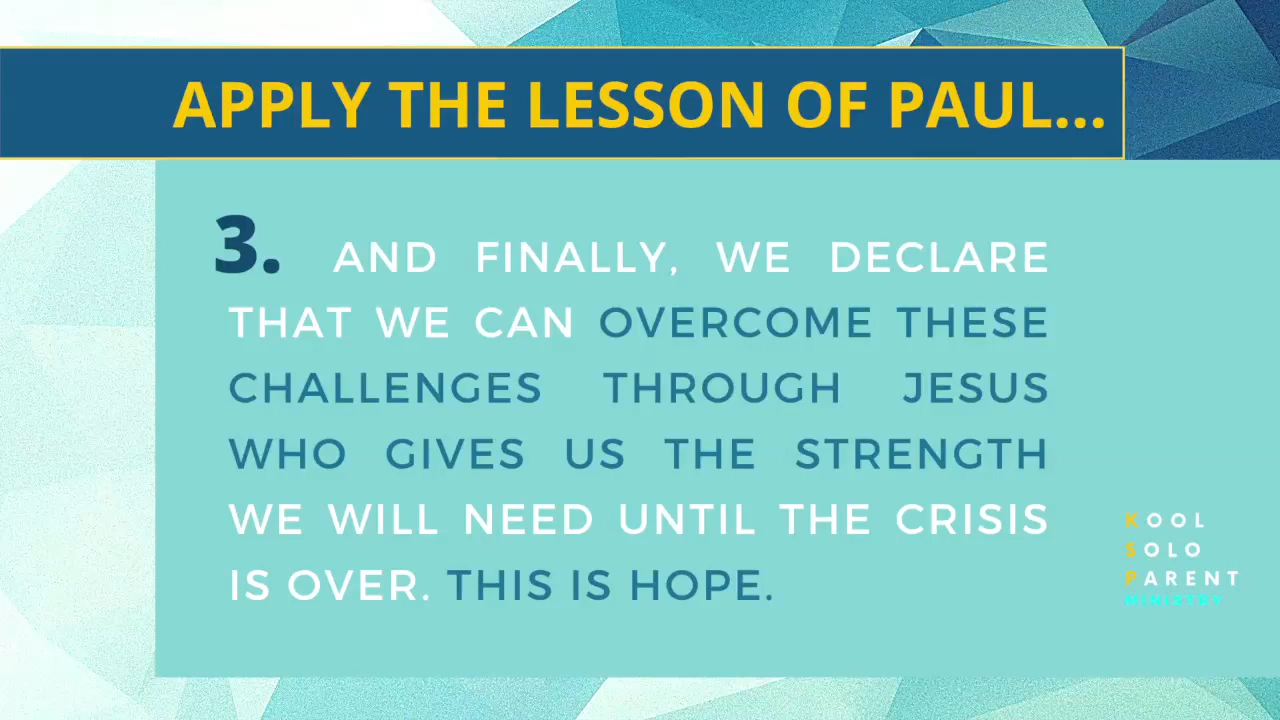 APPLY THE LESSON OF PAUL...
3. AND FINALLY, WE DECLARE
THAT WE CAN OVERCOME THESE
CHALLENGES THROUGH JESUS
WHO GIVES US THE STRENGTH
WE WILL NEED UNTIL THE CRISIS
IS OVER. THIS IS HOPE.
KOOL
SOLO
PARENT
MINISTRY